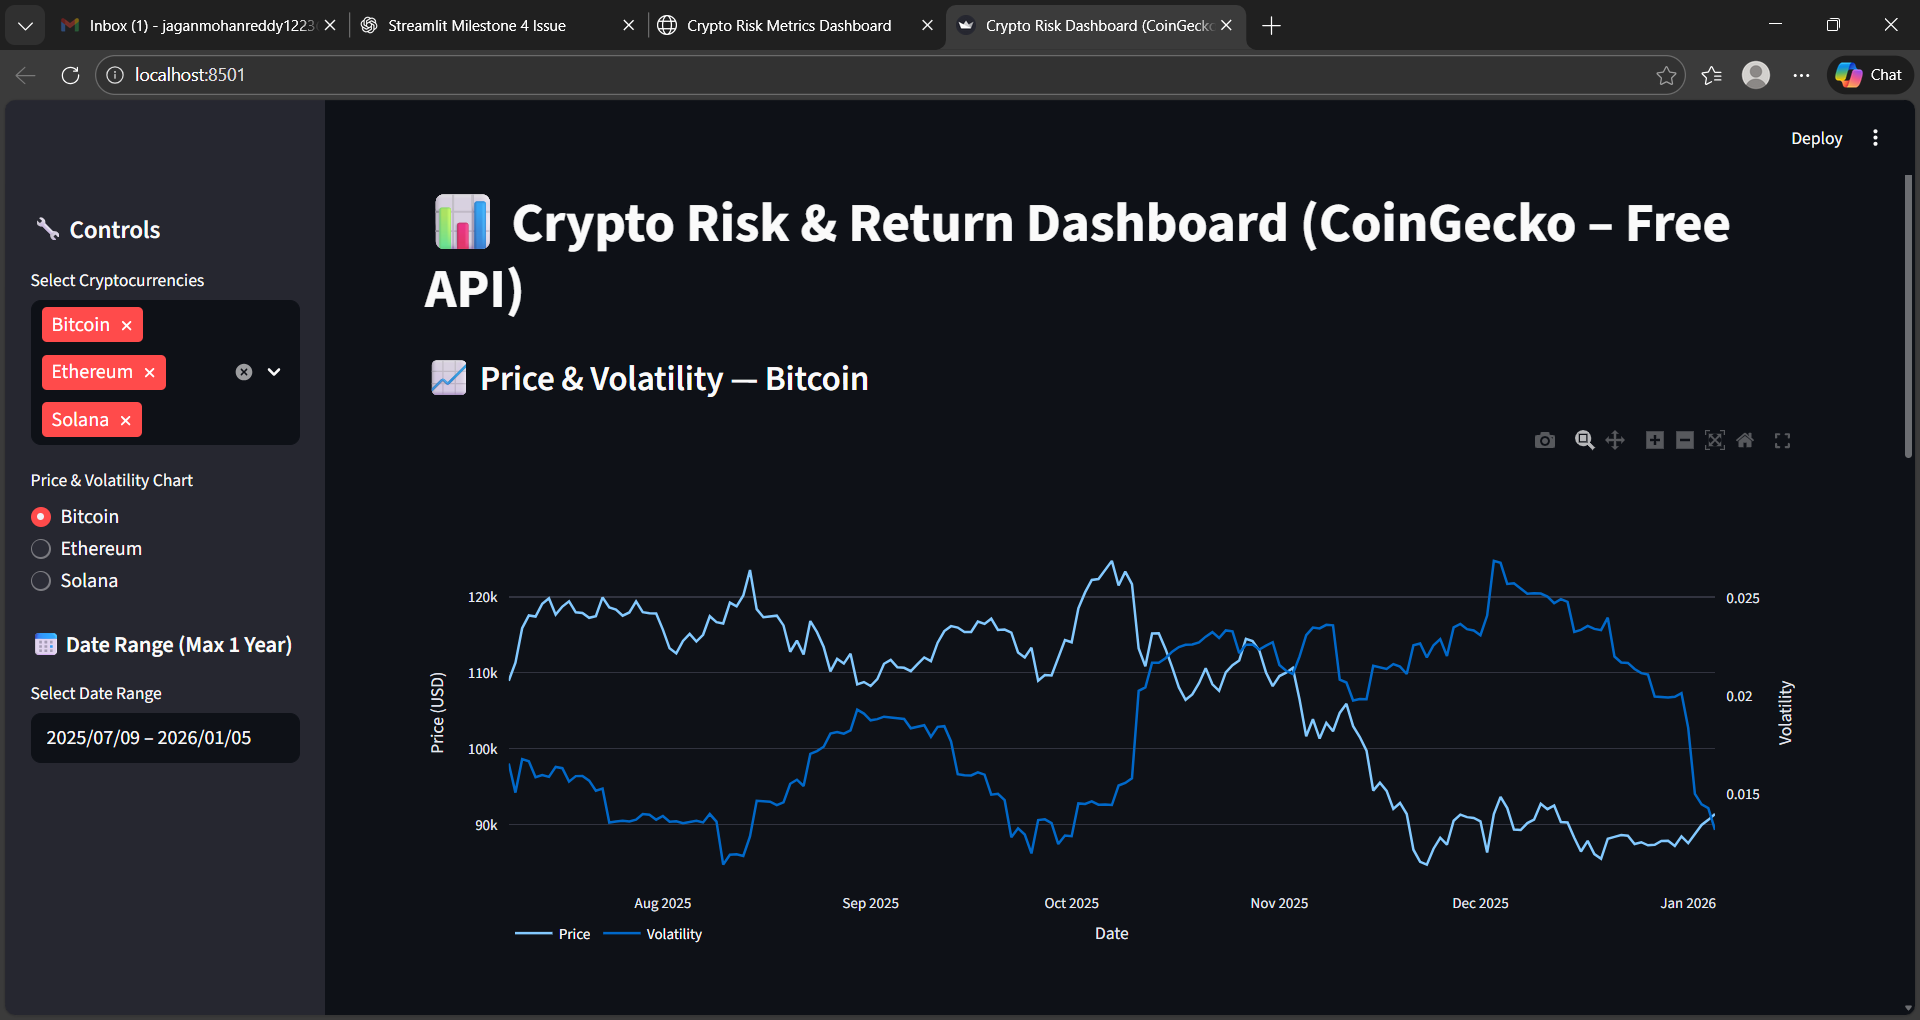 Inbox (1) - jaganmohanreddy1223
Streamlit Milestone 4 Issue
Crypto Risk Metrics Dashboard
Crypto Risk Dashboard (CoinGecko
localhost:8501
Chat
Deploy
Controls
Select Cryptocurrencies
Bitcoin
Ethereum
Solana
Price & Volatility Chart
Bitcoin
Ethereum
Solana
Date Range (Max 1 Year)
Select Date Range
2025/07/09 – 2026/01/05
Crypto Risk & Return Dashboard (CoinGecko – Free
API)
Price & Volatility — Bitcoin
120k
110k
100k
90k
Price (USD)
0.025
0.02
0.015
Volatility
Aug 2025
Sep 2025
Oct 2025
Nov 2025
Dec 2025
Jan 2026
Price
Volatility
Date